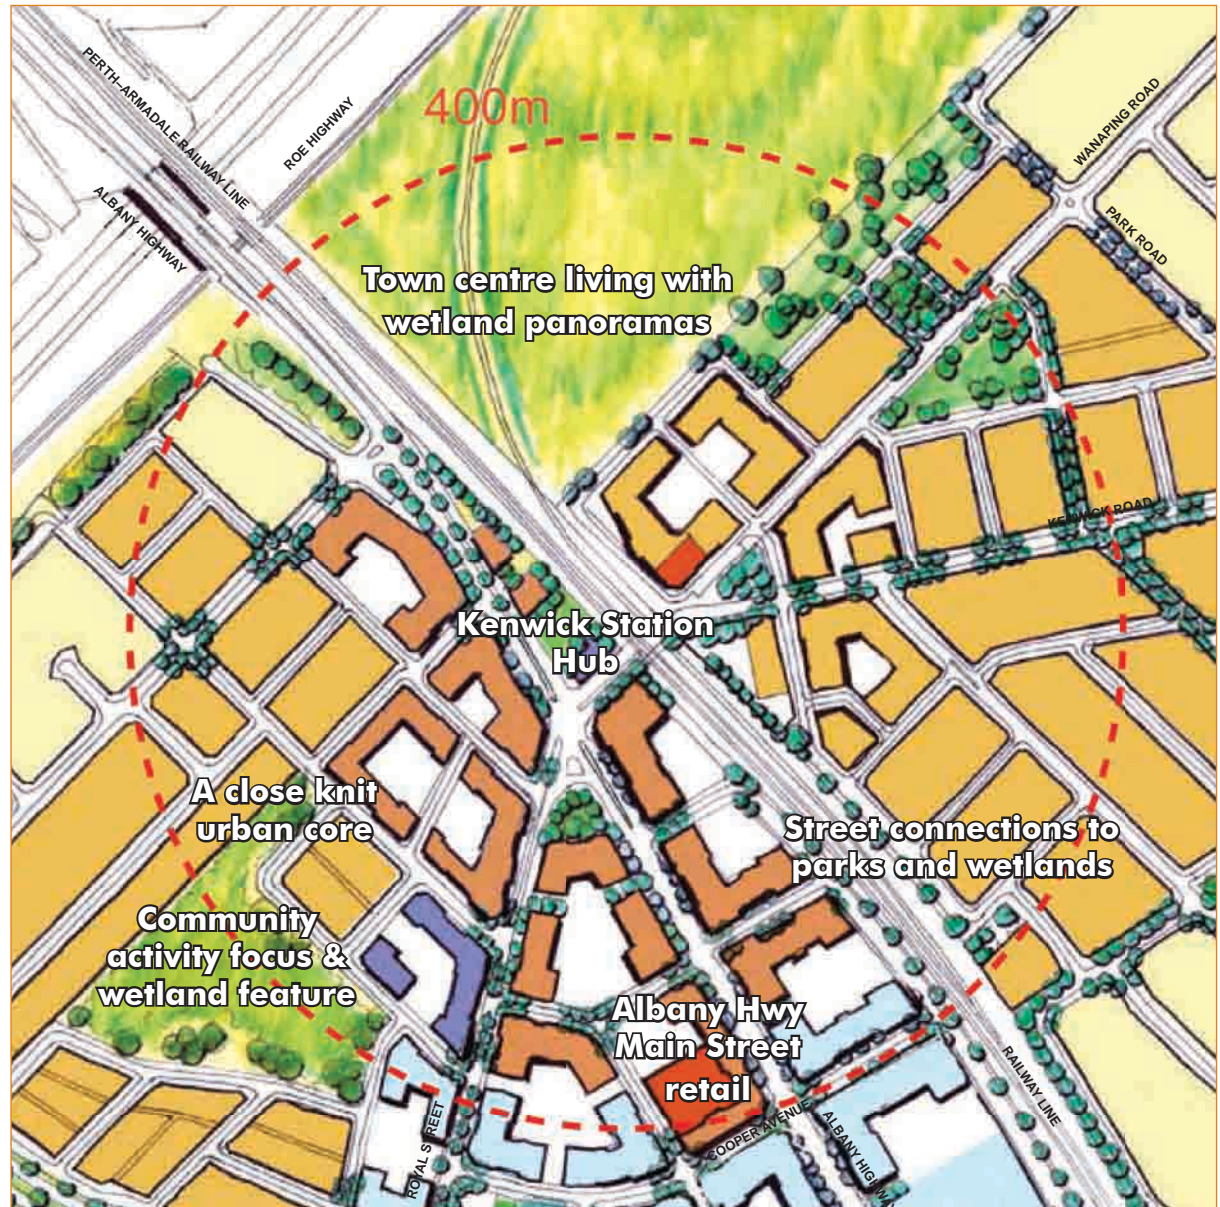 PERTH–ARMADALE RAILWAY LINE
ROE HIGHWAY
ALBANY HIGHWAY
400m
WANAPING ROAD
PARK ROAD
Town centre living with
wetland panoramas
KENWICK ROAD
Kenwick Station
Hub
A close knit
urban core
Street connections to
parks and wetlands
Community
activity focus &
wetland feature
Albany Hwy
Main Street
retail
RAILWAY LINE
COOPER AVENUE
ALBANY HIGHWAY
ROYAL STREET